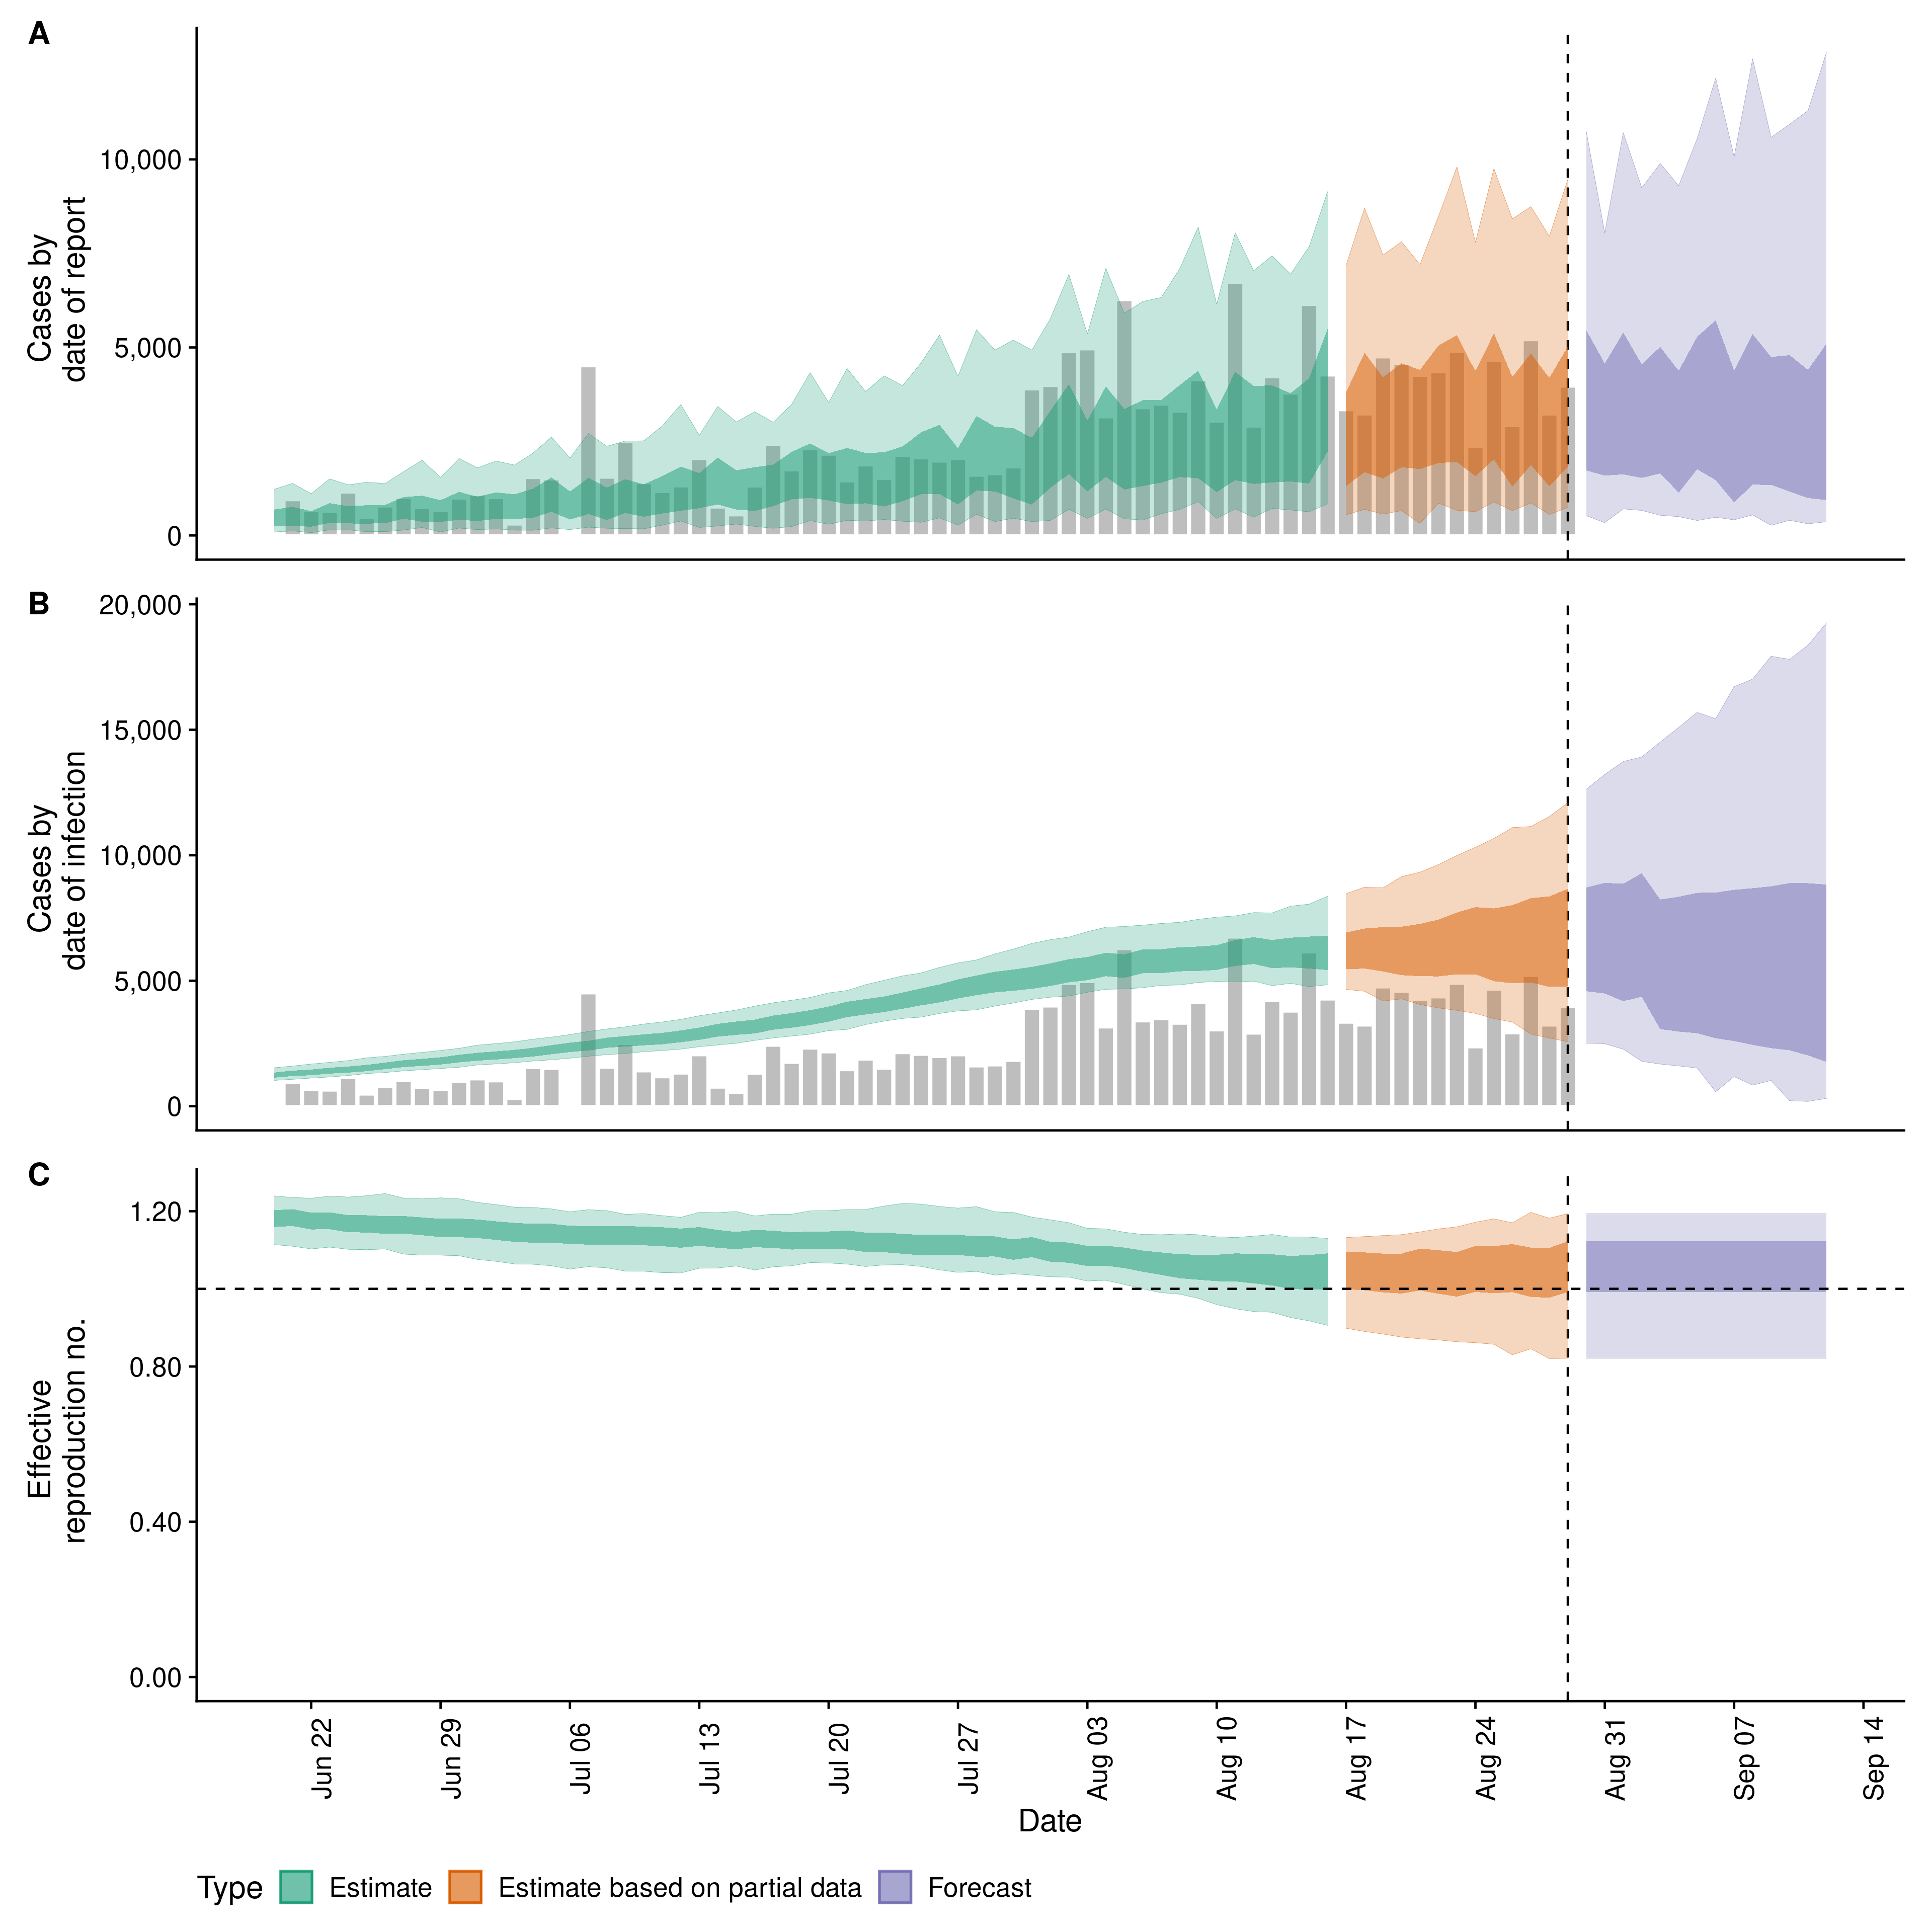 A
Cases by
date of report
10,000
5,000
0
B
Cases by
date of infection
20,000
15,000
10,000
5,000
0
C
Effective
reproduction no.
1.20
0.80
0.40
0.00
Jun 22
Jun 29
Jul 06
Jul 13
Jul 20
Jul 27
Aug 03
Aug 10
Aug 17
Aug 24
Aug 31
Sep 07
Sep 14
Date
Type Estimate Estimate based on partial data Forecast